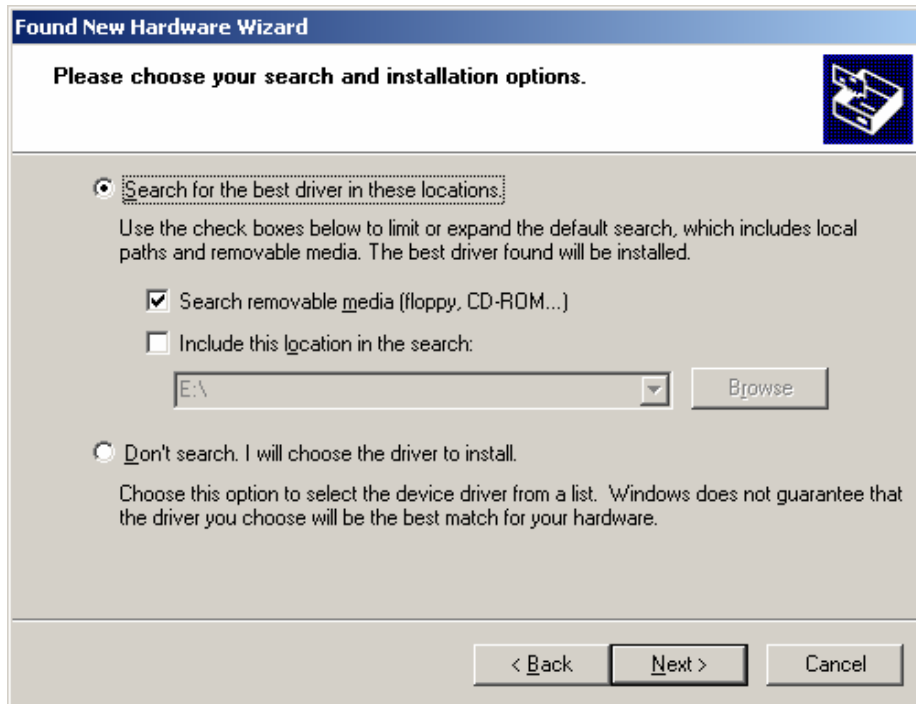 Found New Hardware Wizard
Please choose your search and installation options.
Search for the best driver in these locations.
Use the check boxes below to limit or expand the default search, which includes local
paths and removable media. The best driver found will be installed.
Search removable media (floppy, CD-ROM...)
Include this location in the search:
E:\
Browse
Don't search. I will choose the driver to install.
Choose this option to select the device driver from a list.  Windows does not guarantee that
the driver you choose will be the best match for your hardware.
< Back
Next >
Cancel